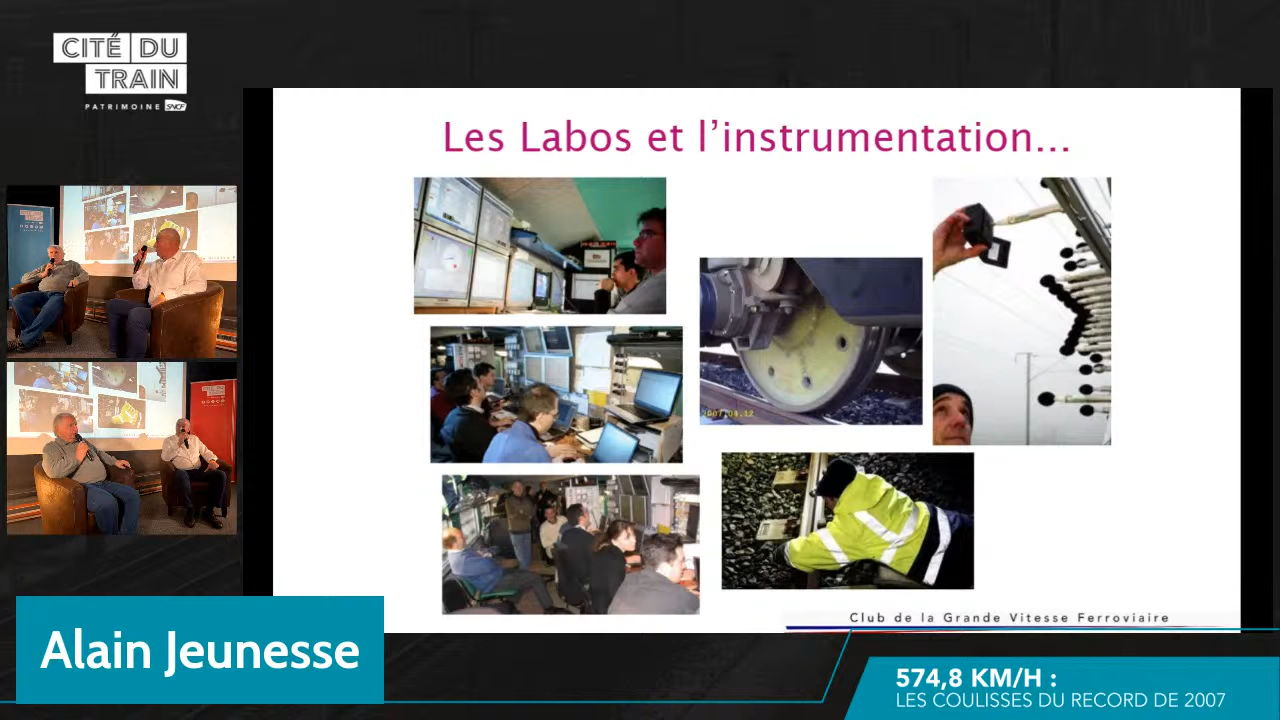 CITÉ DU
TRAIN
PATRIMOINE SNCF
Les Labos et l'instrumentation...
2007.04.12
Club de la Grande Vitesse Ferroviaire
Alain Jeunesse
574,8 KM/H :
LES COULISSES DU RECORD DE 2007